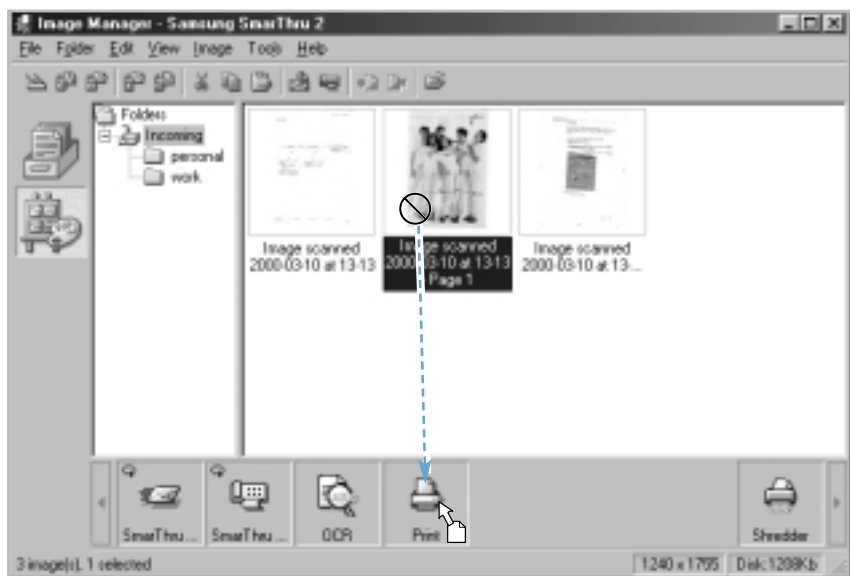 Image Manager - Samsung SmarThru 2
File Folder Edit View Image Tools Help
Folders
Incoming
personal
work
Image scanned
2000-03-10 at 13-13
Image scanned
2000-03-10 at 13-13
Page 1
Image scanned
2000-03-10 at 13-...
SmarThru ... SmarThru ... OCR Print Shredder
3 image(s), 1 selected 1240 x 1795 Disk:1208Kb